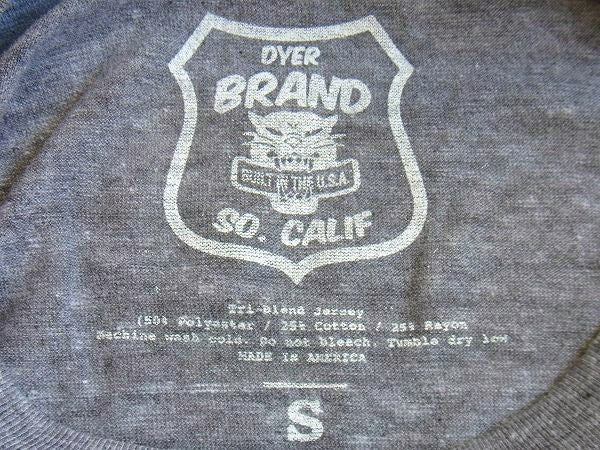 DYER
BRAND
BUILT IN THE U.S.A.
SO. CALIF
Tri-Blend Jersey
(50% Polyester / 25% Cotton / 25% Rayon
Machine wash cold. Do not bleach. Tumble dry low
MADE IN AMERICA
S